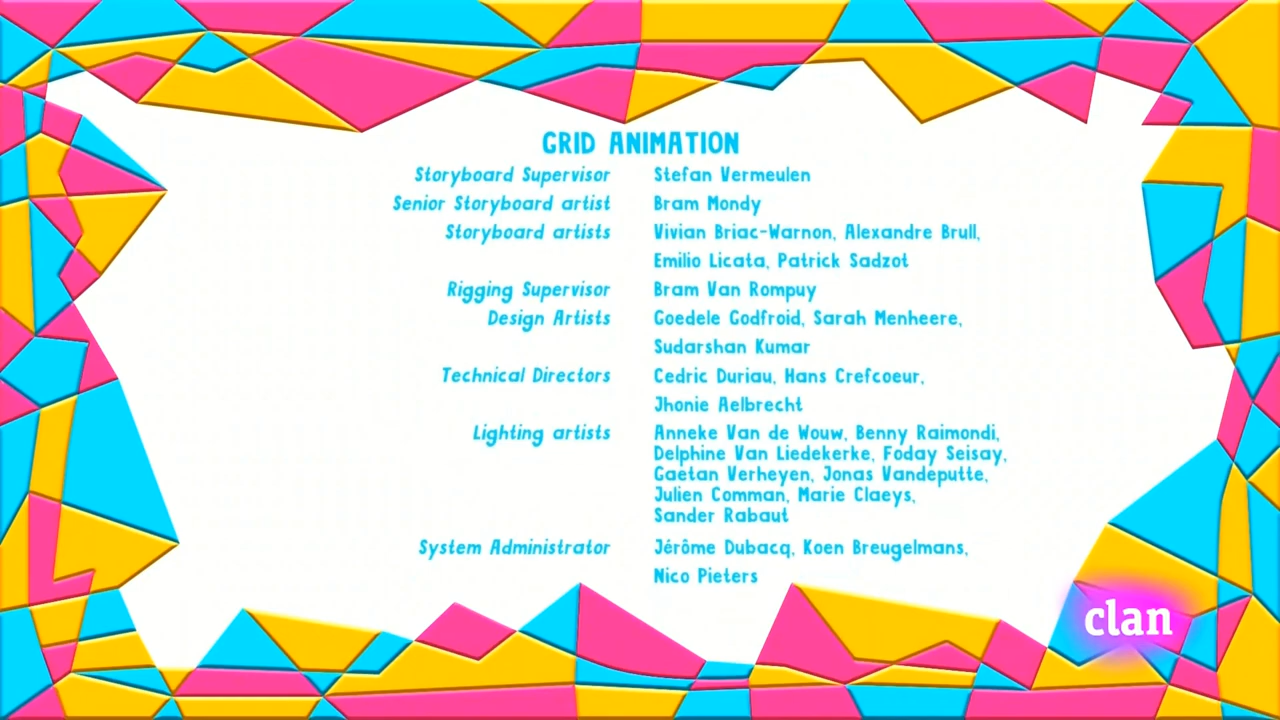 GRID ANIMATION
Storyboard Supervisor Stefan Vermeulen
Senior Storyboard artist Bram Mondy
Storyboard artists Vivian Briac-Warnon, Alexandre Brull,
Emilio Licata, Patrick Sadzot
Rigging Supervisor Bram Van Rompuy
Design Artists Goedele Godfroid, Sarah Menheere,
Sudarshan Kumar
Technical Directors Cedric Duriau, Hans Crefcoeur,
Jhonie Aelbrecht
Lighting artists Anneke Van de Wouw, Benny Raimondi,
Delphine Van Liedekerke, Foday Seisay,
Gaetan Verheyen, Jonas Vandeputte,
Julien Comman, Marie Claeys,
Sander Rabaut
System Administrator Jérôme Dubacq, Koen Breugelmans,
Nico Pieters
clan